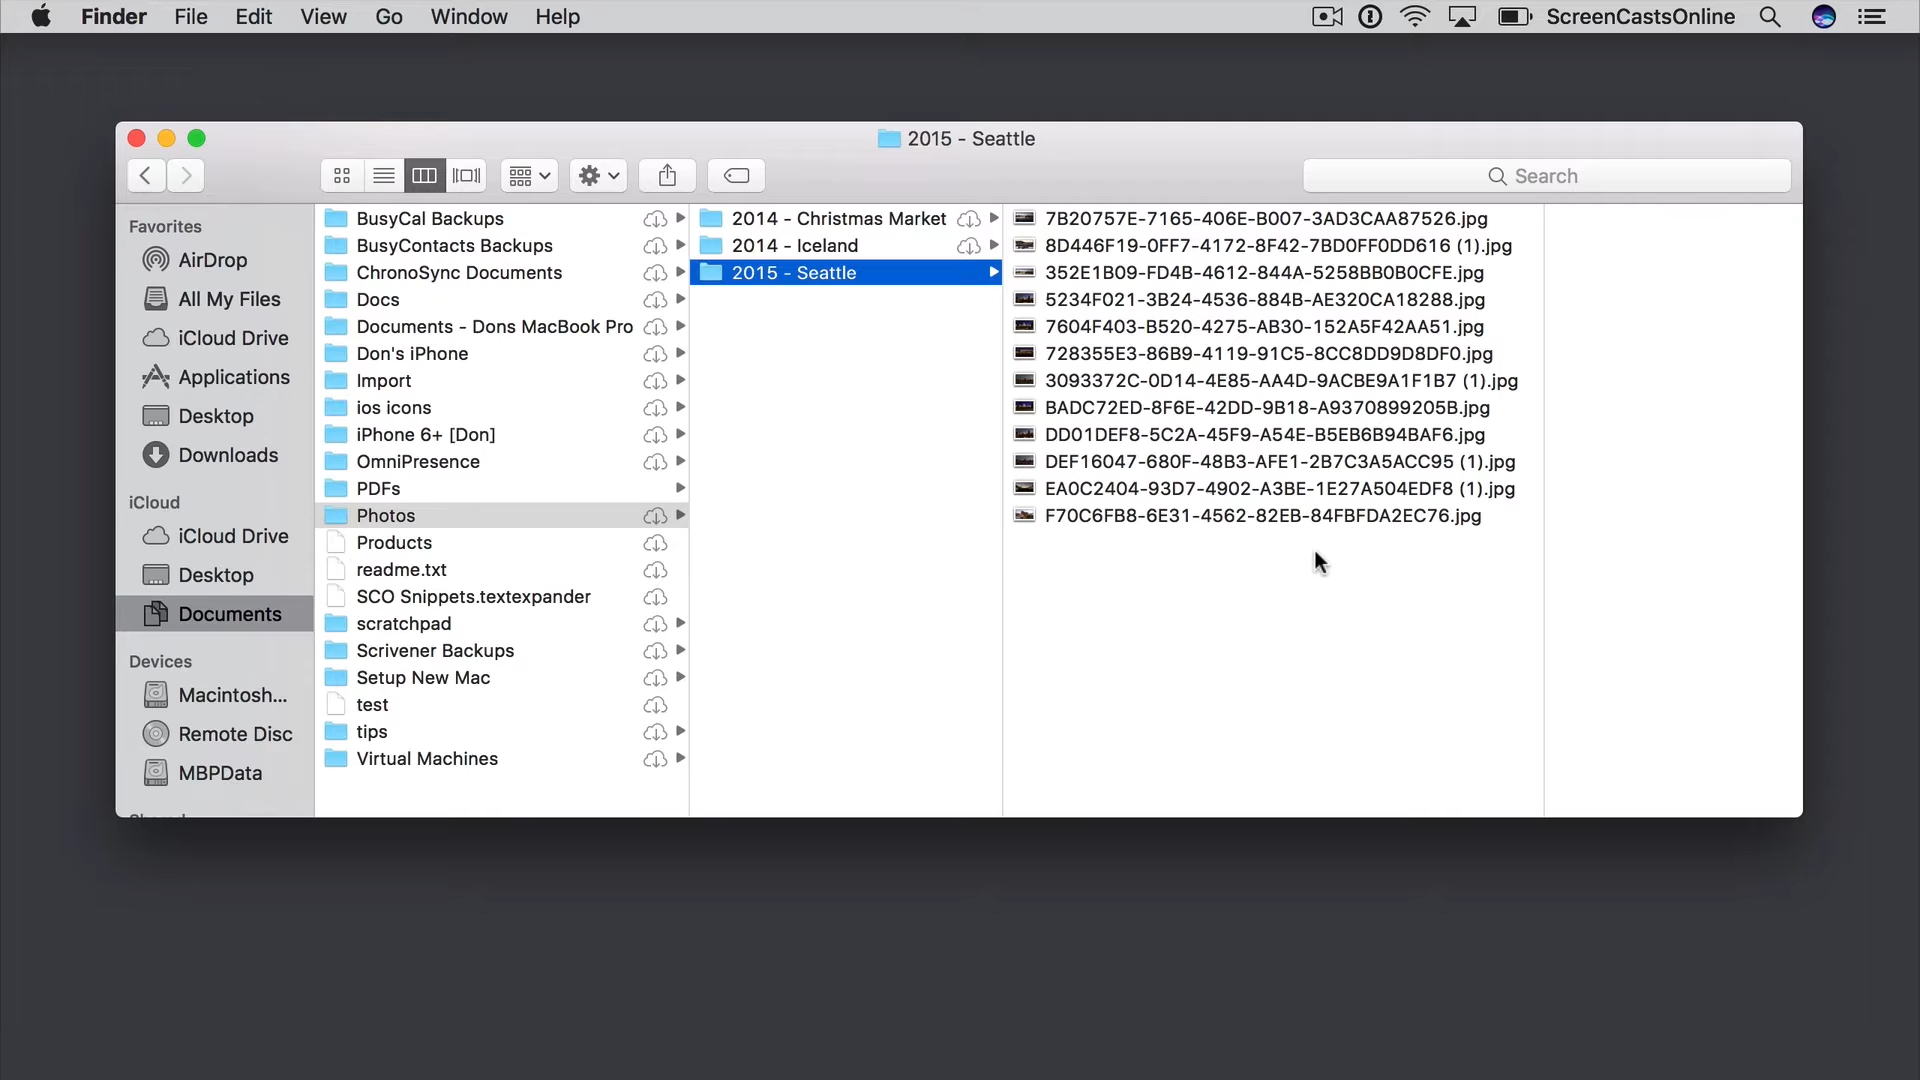 Finder File Edit View Go Window Help ScreenCastsOnline
2015 - Seattle
Search
Favorites
AirDrop
All My Files
iCloud Drive
Applications
Desktop
Downloads
iCloud
iCloud Drive
Desktop
Documents
Devices
Macintosh...
Remote Disc
MBPData
BusyCal Backups
BusyContacts Backups
ChronoSync Documents
Docs
Documents - Dons MacBook Pro
Don's iPhone
Import
ios icons
iPhone 6+ [Don]
OmniPresence
PDFs
Photos
Products
readme.txt
SCO Snippets.textexpander
scratchpad
Scrivener Backups
Setup New Mac
test
tips
Virtual Machines
2014 - Christmas Market
2014 - Iceland
2015 - Seattle
7B20757E-7165-406E-B007-3AD3CAA87526.jpg
8D446F19-0FF7-4172-8F42-7BD0FF0DD616 (1).jpg
352E1B09-FD4B-4612-844A-5258BB0B0CFE.jpg
5234F021-3B24-4536-884B-AE320CA18288.jpg
7604F403-B520-4275-AB30-152A5F42AA51.jpg
728355E3-86B9-4119-91C5-8CC8DD9D8DF0.jpg
3093372C-0D14-4E85-AA4D-9ACBE9A1F1B7 (1).jpg
BADC72ED-8F6E-42DD-9B18-A9370899205B.jpg
DD01DEF8-5C2A-45F9-A54E-B5EB6B94BAF6.jpg
DEF16047-680F-48B3-AFE1-2B7C3A5ACC95 (1).jpg
EA0C2404-93D7-4902-A3BE-1E27A504EDF8 (1).jpg
F70C6FB8-6E31-4562-82EB-84FBFDA2EC76.jpg